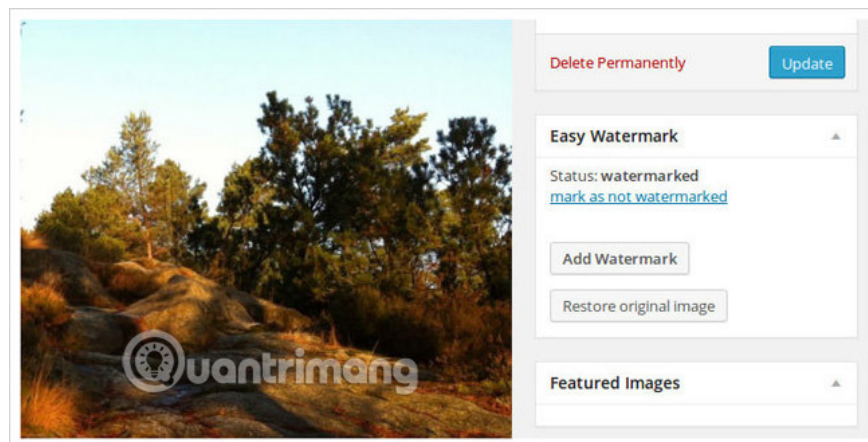 Delete Permanently
Update
Easy Watermark
Status: watermarked
mark as not watermarked
Add Watermark
Restore original image
Quantrimang
Featured Images